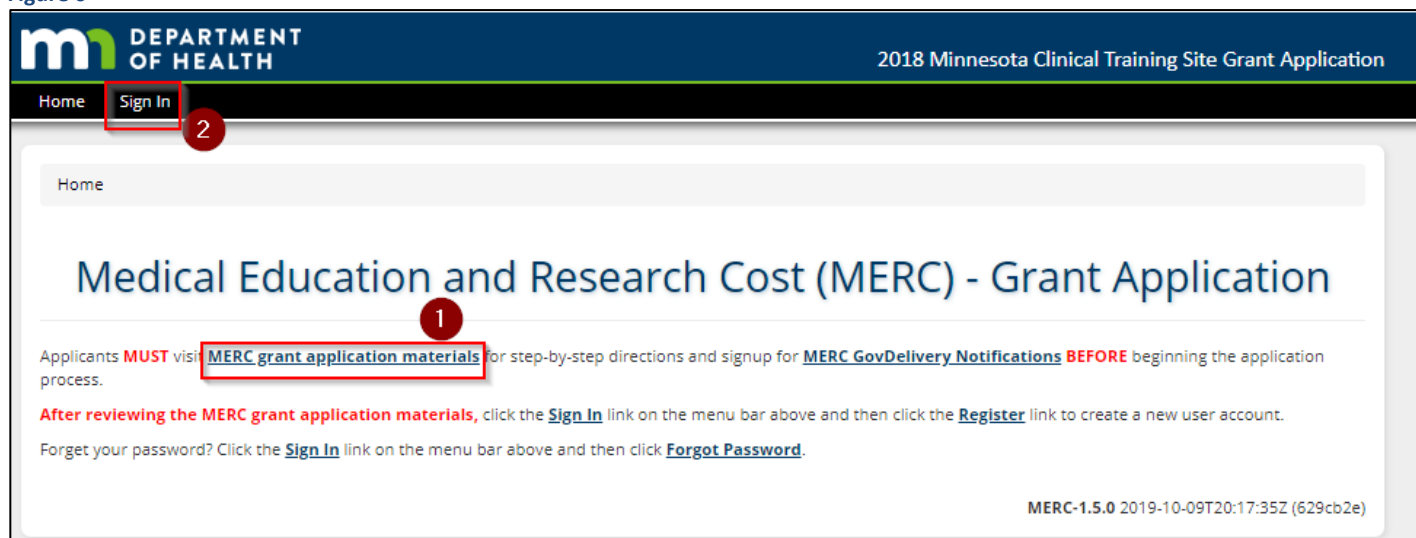 DEPARTMENT
OF HEALTH
2018 Minnesota Clinical Training Site Grant Application
Home Sign In
2
Home
Medical Education and Research Cost (MERC) - Grant Application
1
Applicants MUST visit MERC grant application materials for step-by-step directions and signup for MERC GovDelivery Notifications BEFORE beginning the application
process.
After reviewing the MERC grant application materials, click the Sign In link on the menu bar above and then click the Register link to create a new user account.
Forget your password? Click the Sign In link on the menu bar above and then click Forgot Password.
MERC-1.5.0 2019-10-09T20:17:35Z (629cb2e)